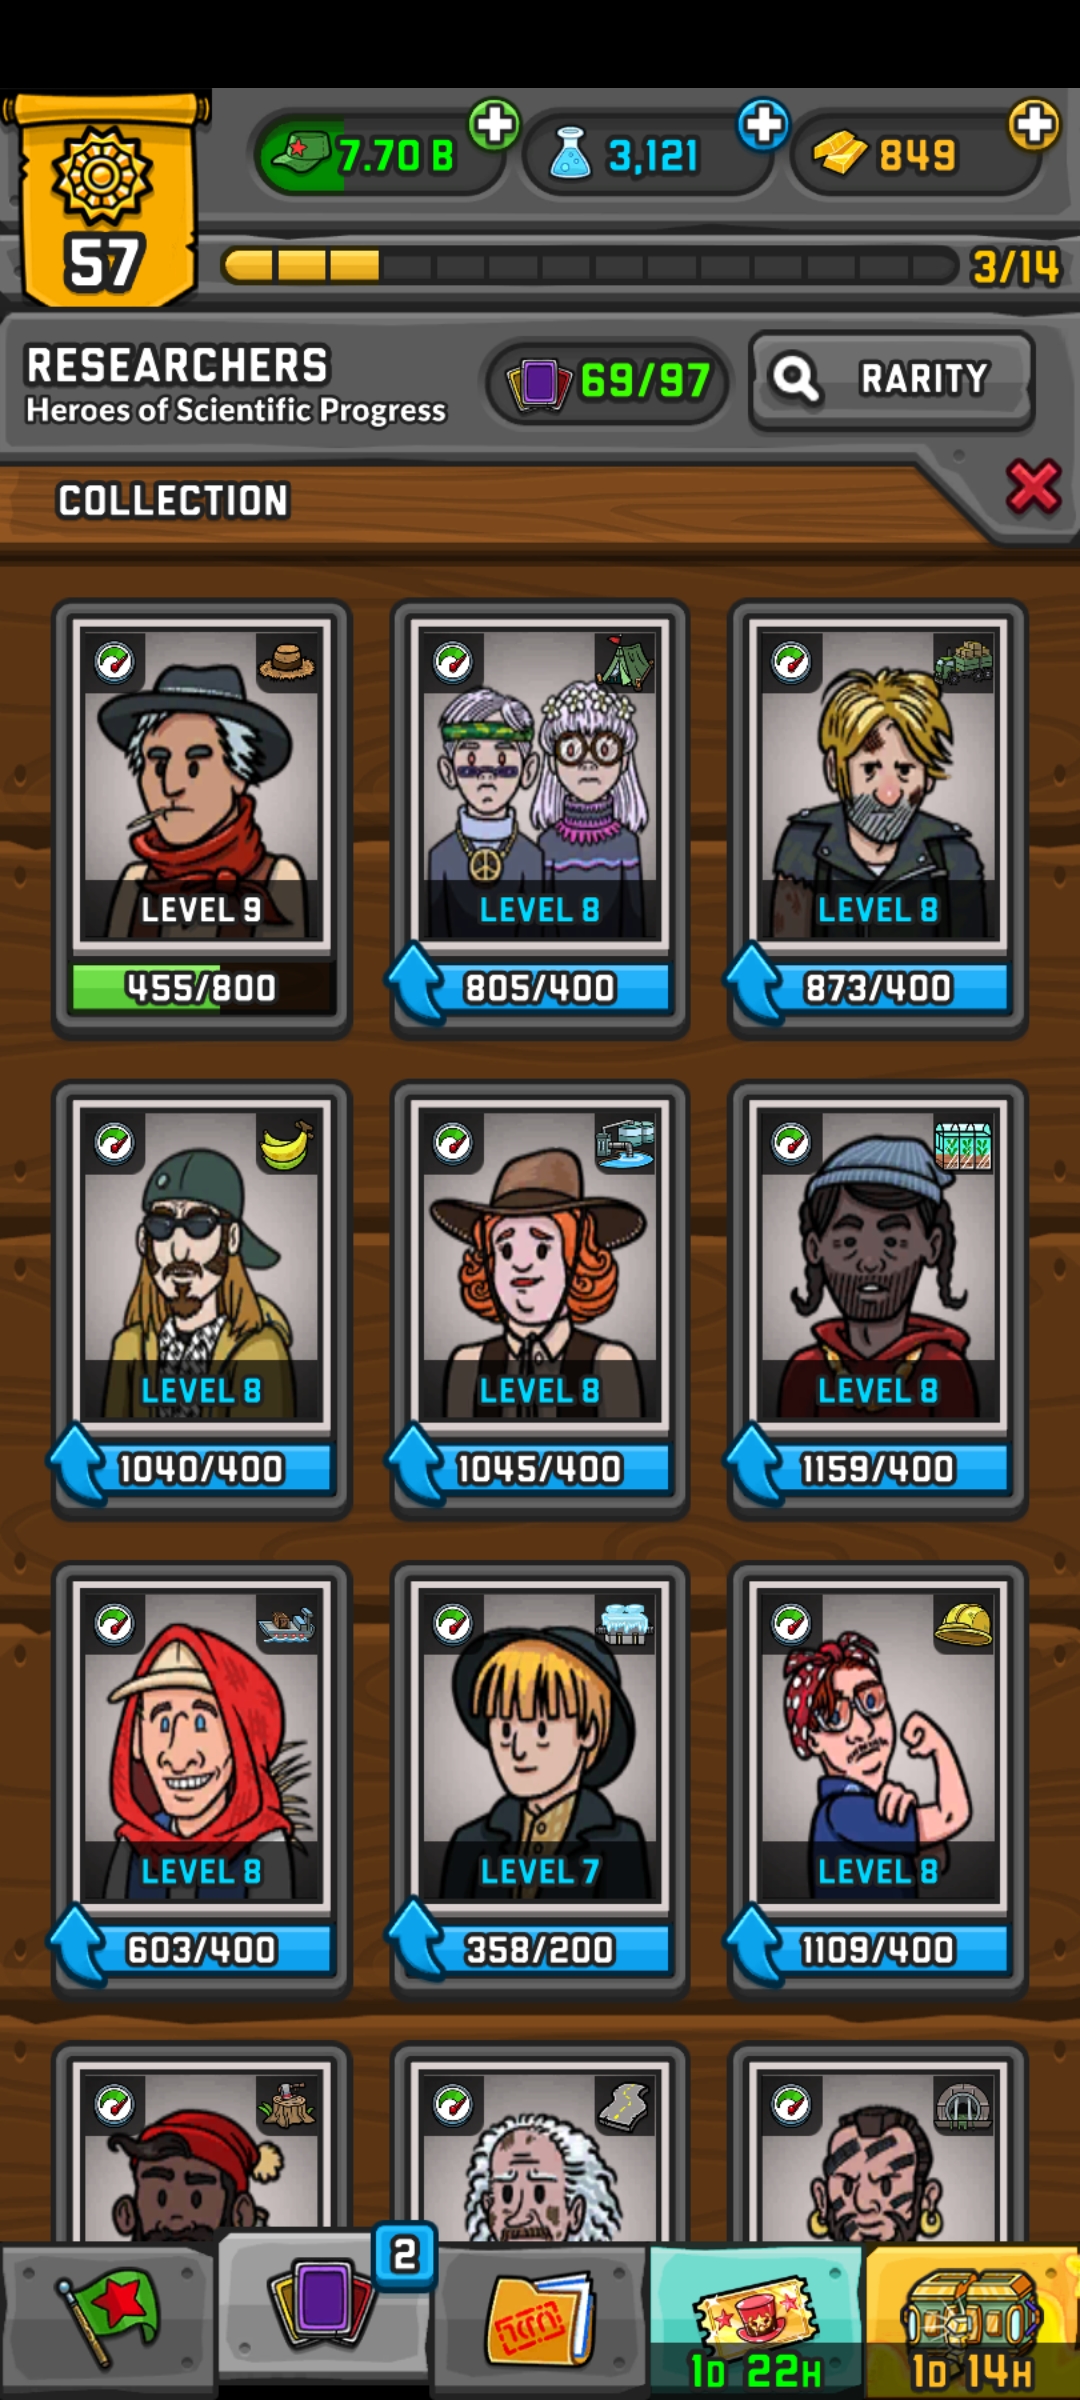 7.70 B
3,121
849
57
3/14
RESEARCHERS
Heroes of Scientific Progress
69/97
RARITY
COLLECTION
LEVEL 9
LEVEL 8
LEVEL 8
455/800
805/400
873/400
LEVEL 8
LEVEL 8
LEVEL 8
1040/400
1045/400
1159/400
LEVEL 8
LEVEL 7
LEVEL 8
603/400
358/200
1109/400
2
1D 22H
1D 14H